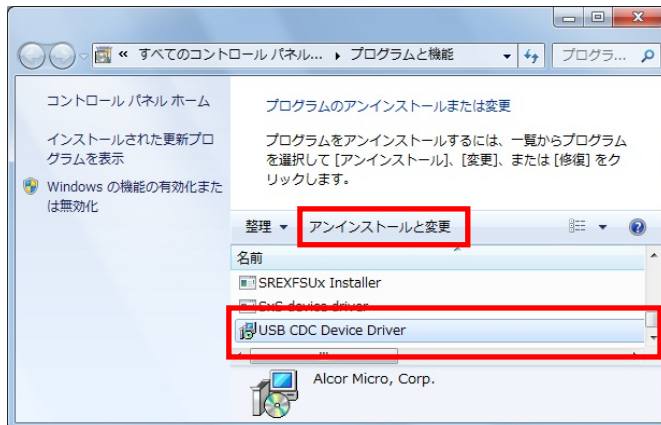 « すべてのコントロール パネル... ▸ プログラムと機能
プログラ...
コントロール パネル ホーム
インストールされた更新プロ
グラムを表示
Windows の機能の有効化また
は無効化
プログラムのアンインストールまたは変更
プログラムをアンインストールするには、一覧からプログラム
を選択して [アンインストール]、[変更]、または [修復] をク
リックします。
整理 ▼ アンインストールと変更
名前
SREXFSUx Installer
SxS device driver
USB CDC Device Driver
Alcor Micro, Corp.